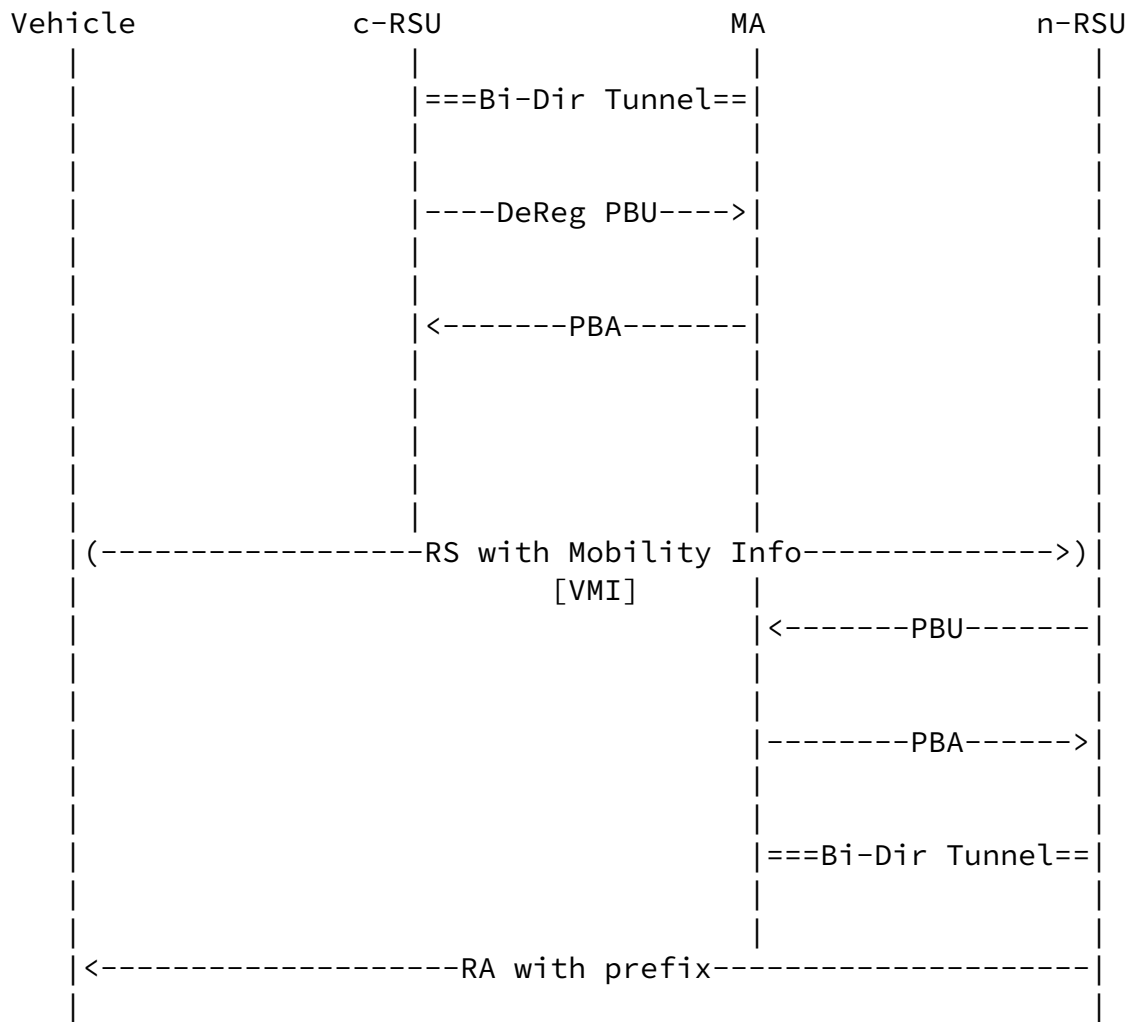 Vehicle c-RSU MA n-RSU
|===Bi-Dir Tunnel==|
|----DeReg PBU---->|
|<-------PBA-------|
|(------------------RS with Mobility Info-------------->)|
[VMI]
|<-------PBU-------|
|--------PBA------>|
|===Bi-Dir Tunnel==|
|<--------------------RA with prefix---------------------|